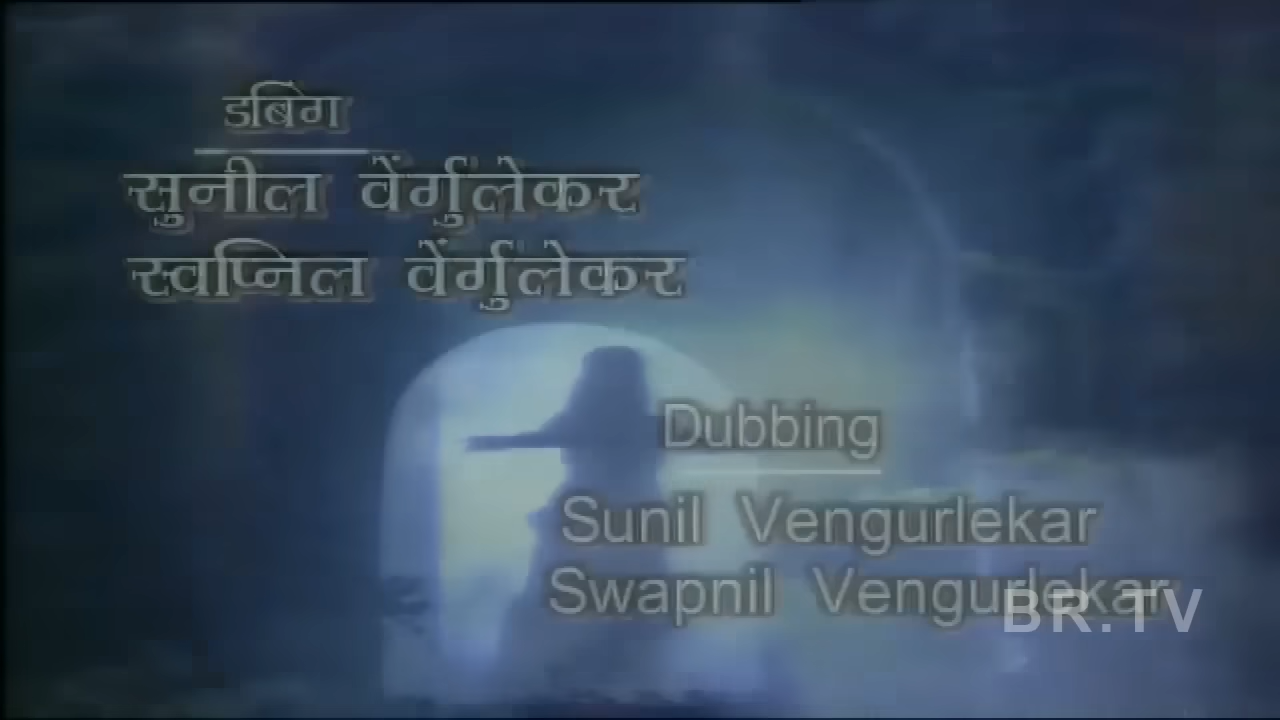 डबिंग
सुनील वेंर्गुलेकर
स्वप्निल वेंर्गुलेकर
Dubbing
Sunil Vengurlekar
Swapnil Vengurlekar
BR.TV